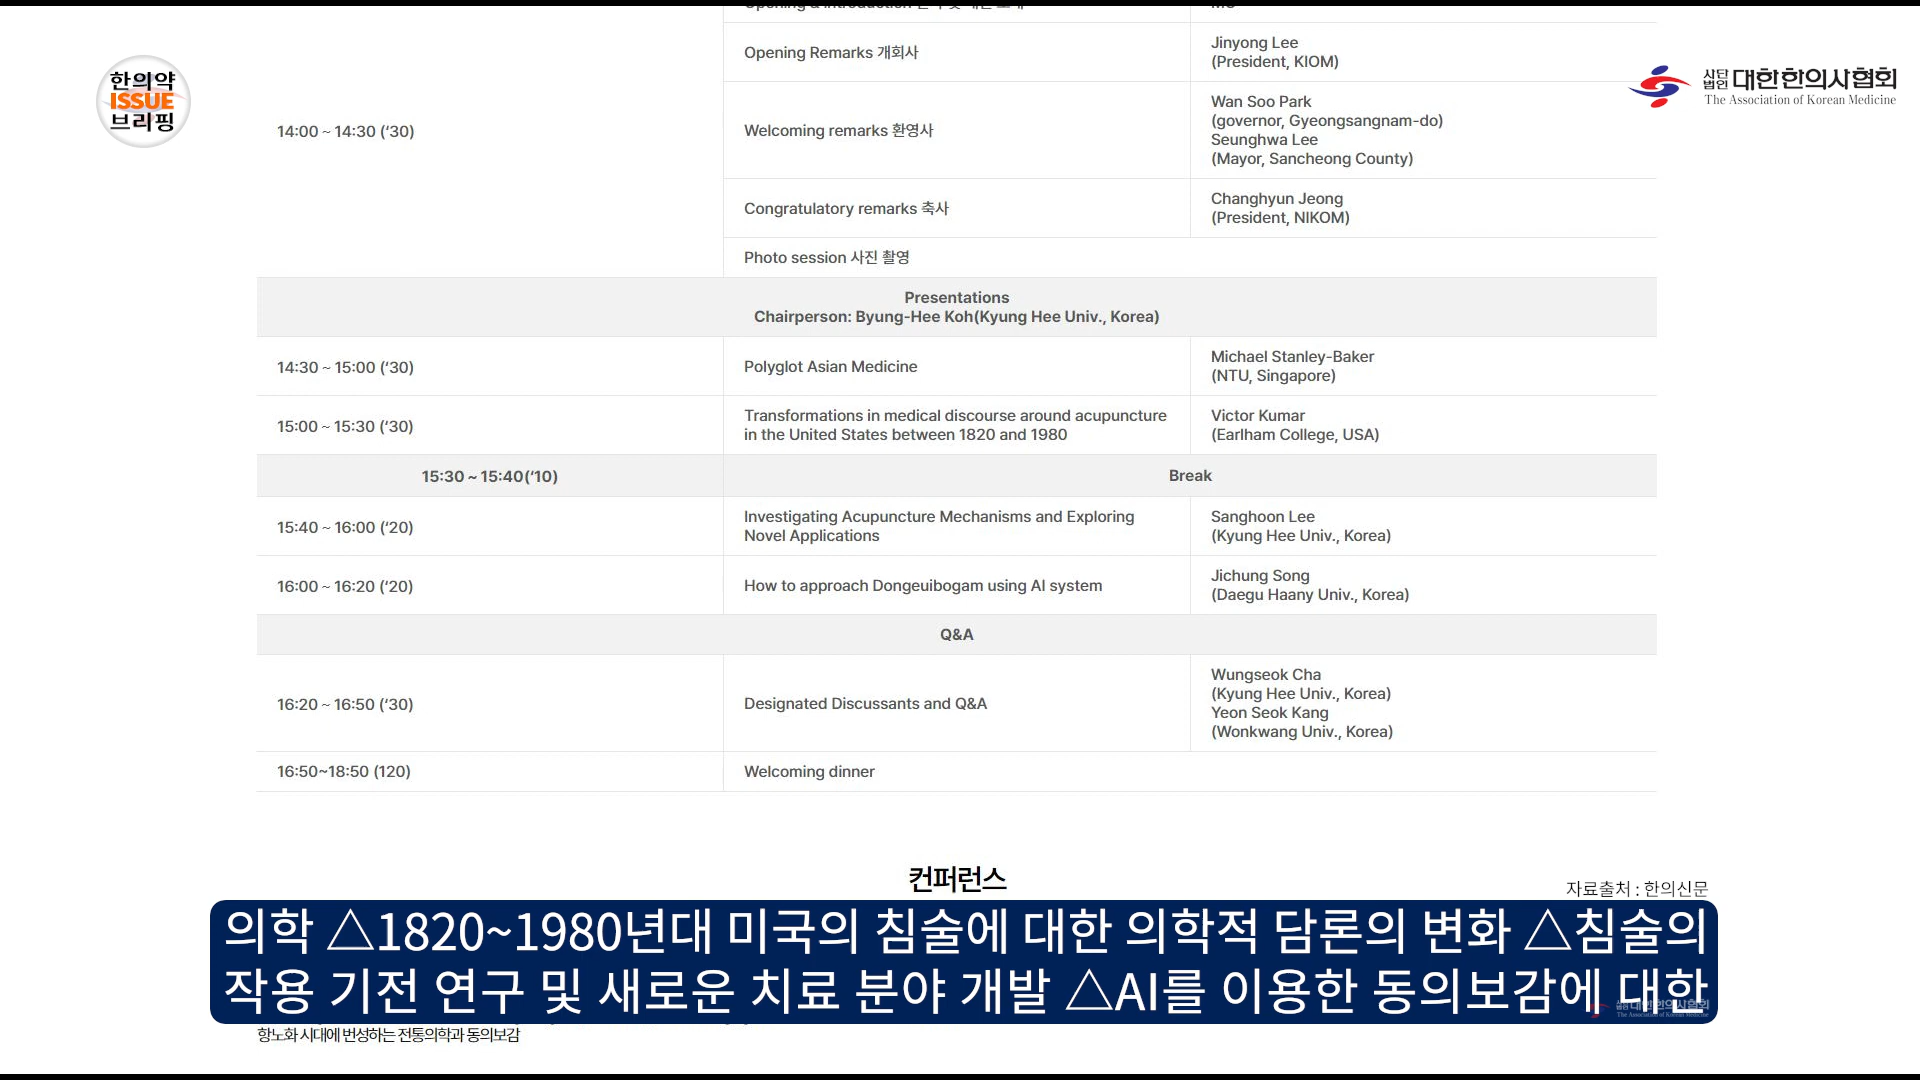 한의약
ISSUE
브리핑
사단법인 대한한의사협회
The Association of Korean Medicine
Opening Remarks 개회사
Jinyong Lee
(President, KIOM)
14:00 ~ 14:30 (‘30)
Welcoming remarks 환영사
Wan Soo Park
(governor, Gyeongsangnam-do)
Seunghwa Lee
(Mayor, Sancheong County)
Congratulatory remarks 축사
Changhyun Jeong
(President, NIKOM)
Photo session 사진 촬영
Presentations
Chairperson: Byung-Hee Koh(Kyung Hee Univ., Korea)
14:30 ~ 15:00 (‘30)
Polyglot Asian Medicine
Michael Stanley-Baker
(NTU, Singapore)
15:00 ~ 15:30 (‘30)
Transformations in medical discourse around acupuncture
in the United States between 1820 and 1980
Victor Kumar
(Earlham College, USA)
15:30 ~ 15:40(‘10)
Break
15:40 ~ 16:00 (‘20)
Investigating Acupuncture Mechanisms and Exploring
Novel Applications
Sanghoon Lee
(Kyung Hee Univ., Korea)
16:00 ~ 16:20 (‘20)
How to approach Dongeuibogam using AI system
Jichung Song
(Daegu Haany Univ., Korea)
Q&A
16:20 ~ 16:50 (‘30)
Designated Discussants and Q&A
Wungseok Cha
(Kyung Hee Univ., Korea)
Yeon Seok Kang
(Wonkwang Univ., Korea)
16:50~18:50 (120)
Welcoming dinner
컨퍼런스
자료출처 : 한의신문
의학 △1820~1980년대 미국의 침술에 대한 의학적 담론의 변화 △침술의
작용 기전 연구 및 새로운 치료 분야 개발 △AI를 이용한 동의보감에 대한
항노화 시대에 번성하는 전통의학과 동의보감